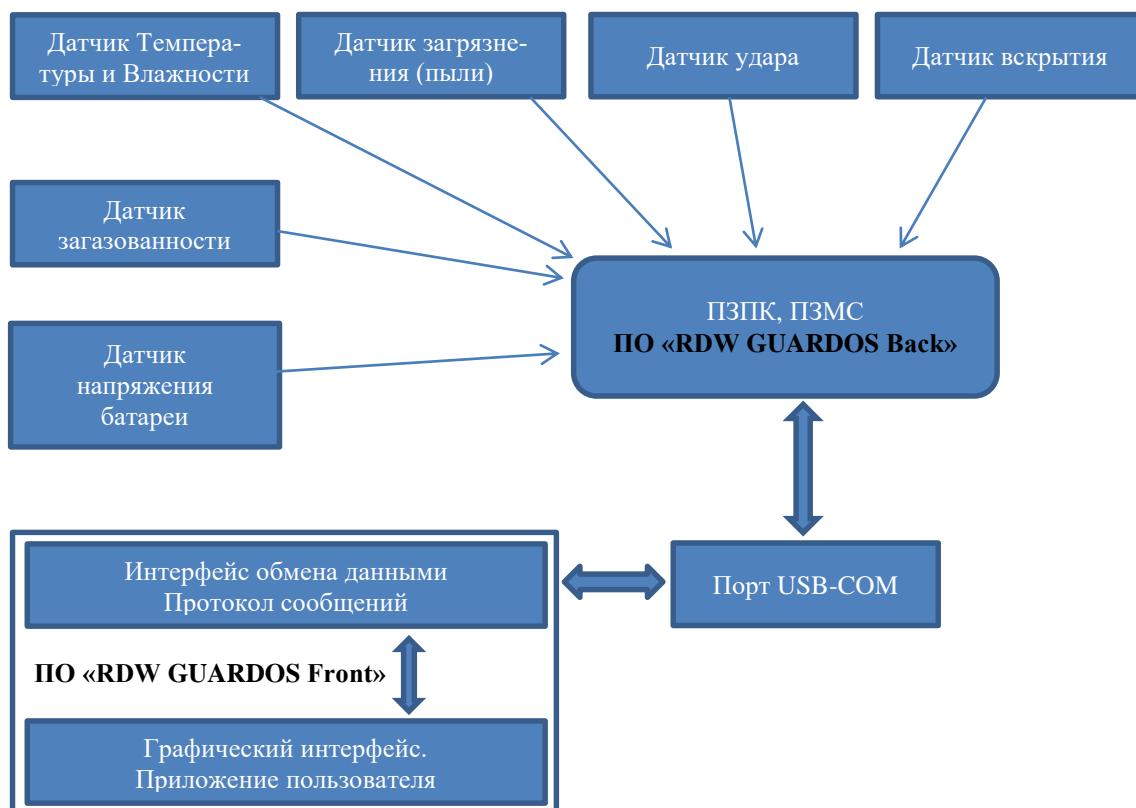 Датчик Темпера-
туры и Влажности
Датчик загрязне-
ния (пыли)
Датчик удара
Датчик вскрытия
Датчик
загазованности
ПЗПК, ПЗМС
ПО «RDW GUARDOS Back»
Датчик
напряжения
батареи
Интерфейс обмена данными
Протокол сообщений
Порт USB-COM
ПО «RDW GUARDOS Front»
Графический интерфейс.
Приложение пользователя